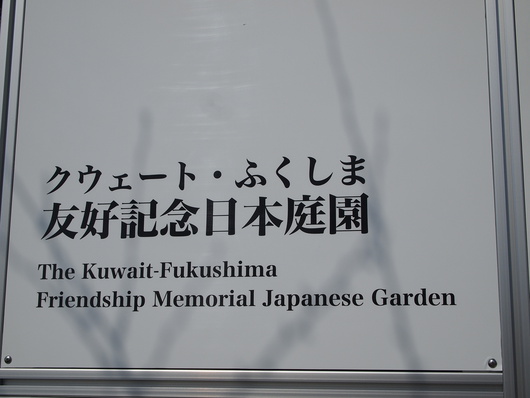 クウェート・ふくしま
友好記念日本庭園
The Kuwait-Fukushima
Friendship Memorial Japanese Garden